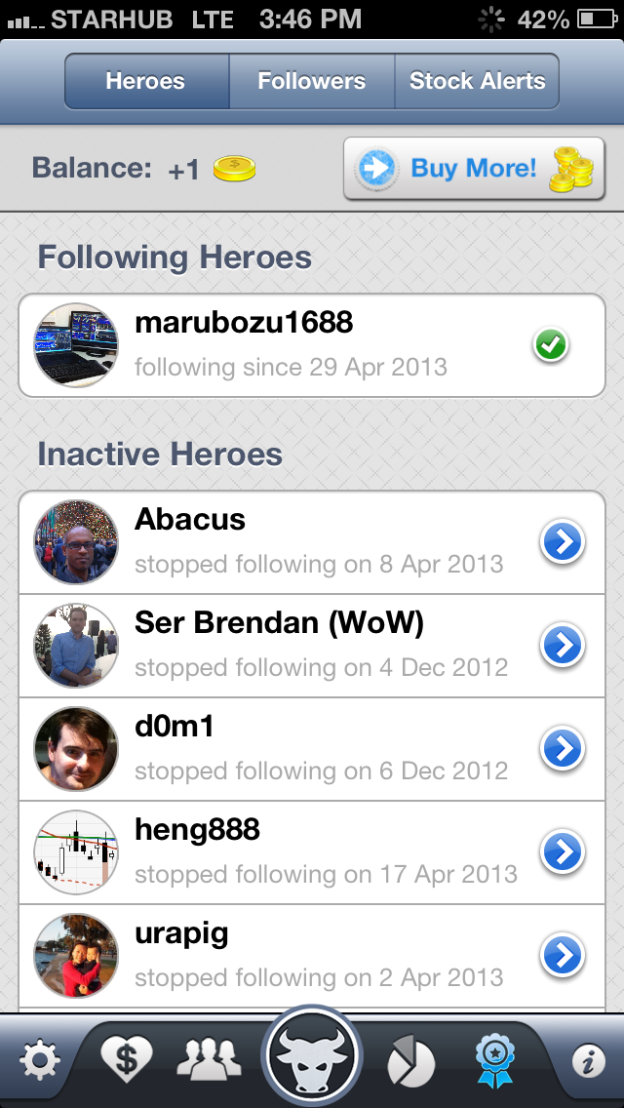 STARHUB LTE 3:46 PM 42%
Heroes Followers Stock Alerts
Balance: +1 Buy More!
Following Heroes
marubozu1688
following since 29 Apr 2013
Inactive Heroes
Abacus
stopped following on 8 Apr 2013
Ser Brendan (WoW)
stopped following on 4 Dec 2012
d0m1
stopped following on 6 Dec 2012
heng888
stopped following on 17 Apr 2013
urapig
stopped following on 2 Apr 2013